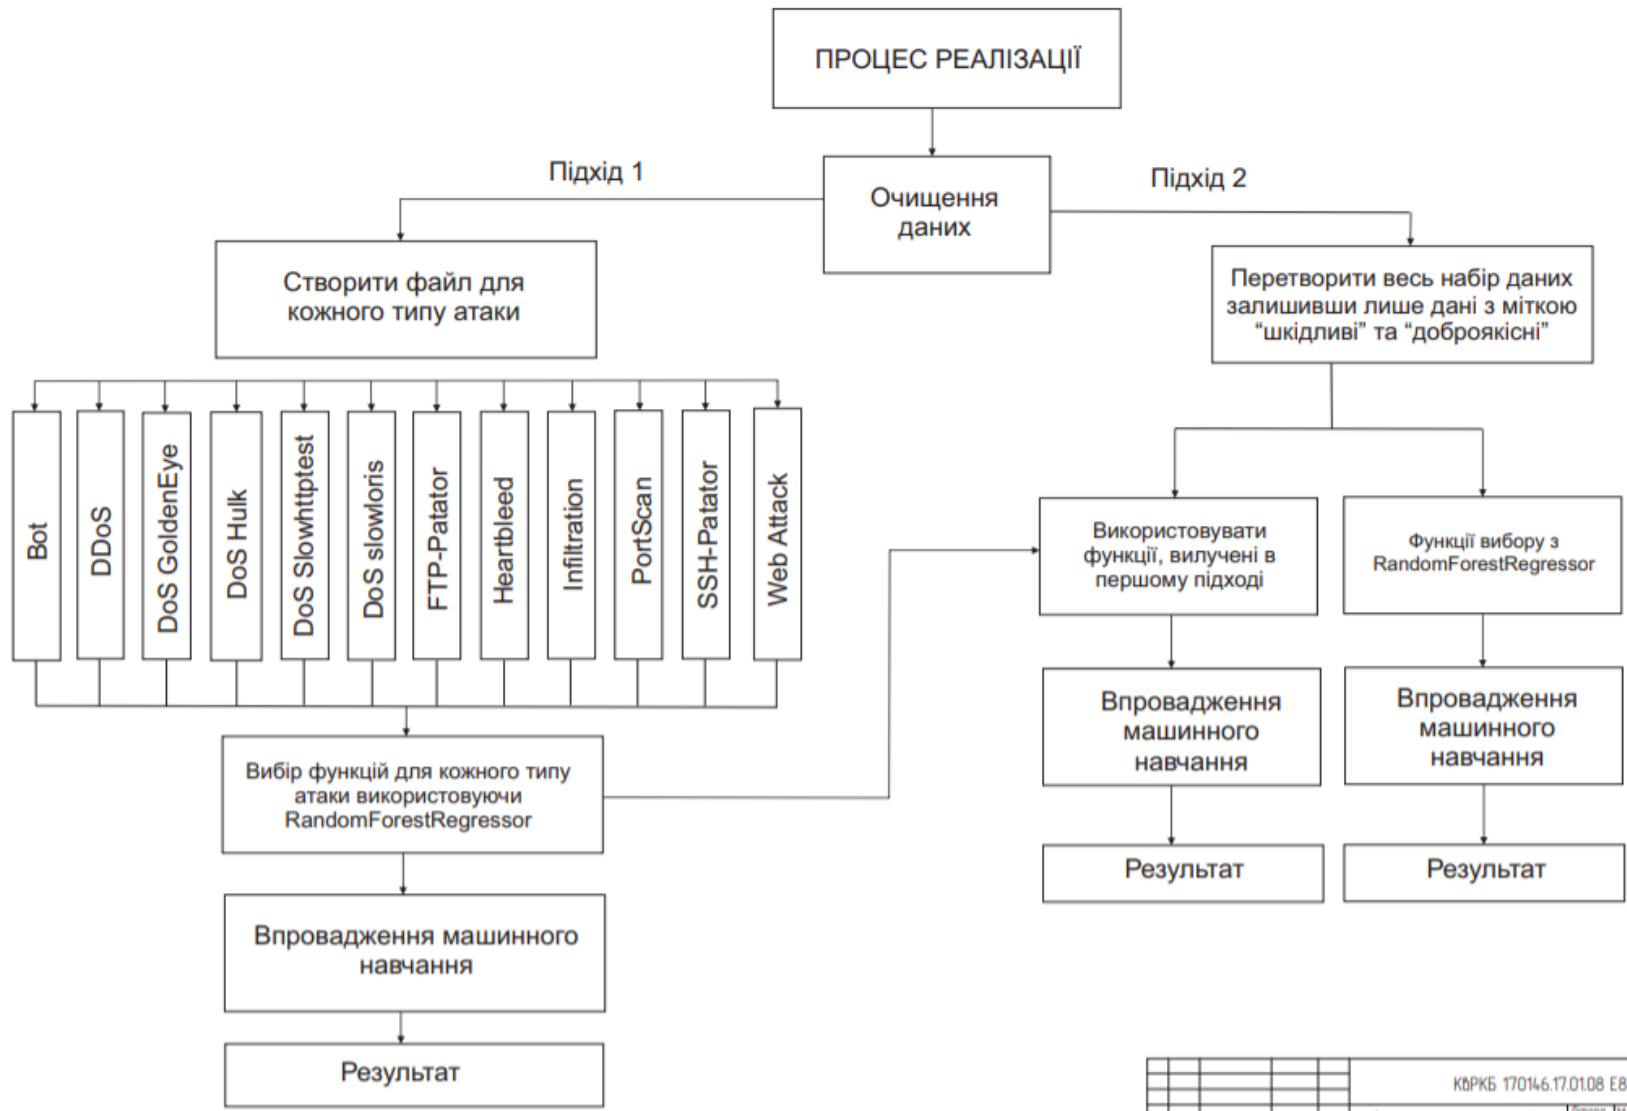 ПРОЦЕС РЕАЛІЗАЦІЇ
Підхід 1
Підхід 2
Очищення
даних
Створити файл для
кожного типу атаки
Перетворити весь набір даних
залишивши лише дані з міткою
“шкідливі” та “доброякісні”
Bot
DDoS
DoS GoldenEye
DoS Hulk
DoS Slowhttptest
DoS slowloris
FTP-Patator
Heartbleed
Infiltration
PortScan
SSH-Patator
Web Attack
Використовувати
функції, вилучені в
першому підході
Функції вибору з
RandomForestRegressor
Вибір функцій для кожного типу
атаки використовуючи
RandomForestRegressor
Впровадження
машинного
навчання
Впровадження
машинного
навчання
Результат
Результат
Впровадження машинного
навчання
Результат
КвРКБ 170146.17.01.08 Е8